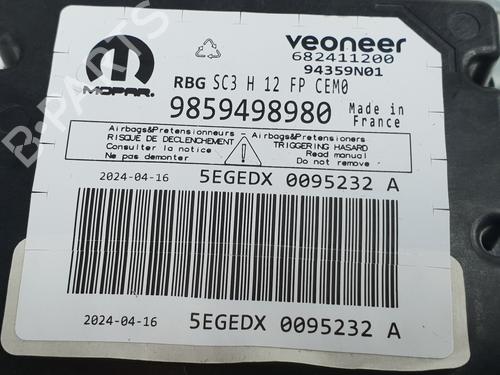 veoneer
682411200
94359N01
MOPAR.
RBG SC3 H 12 FP CEM0
9859498980
Made in
France
Airbags&Pretensionneurs - Airbags&Pretensioners
RISQUE DE DECLENCHEMENT
Consulter la notice
Ne pas demonter
TRIGGERING HASARD
Read manual
Do not remove
2024-04-16
5EGEDX 0095232 A
2024-04-16
5EGEDX 0095232 A
B-PARTS